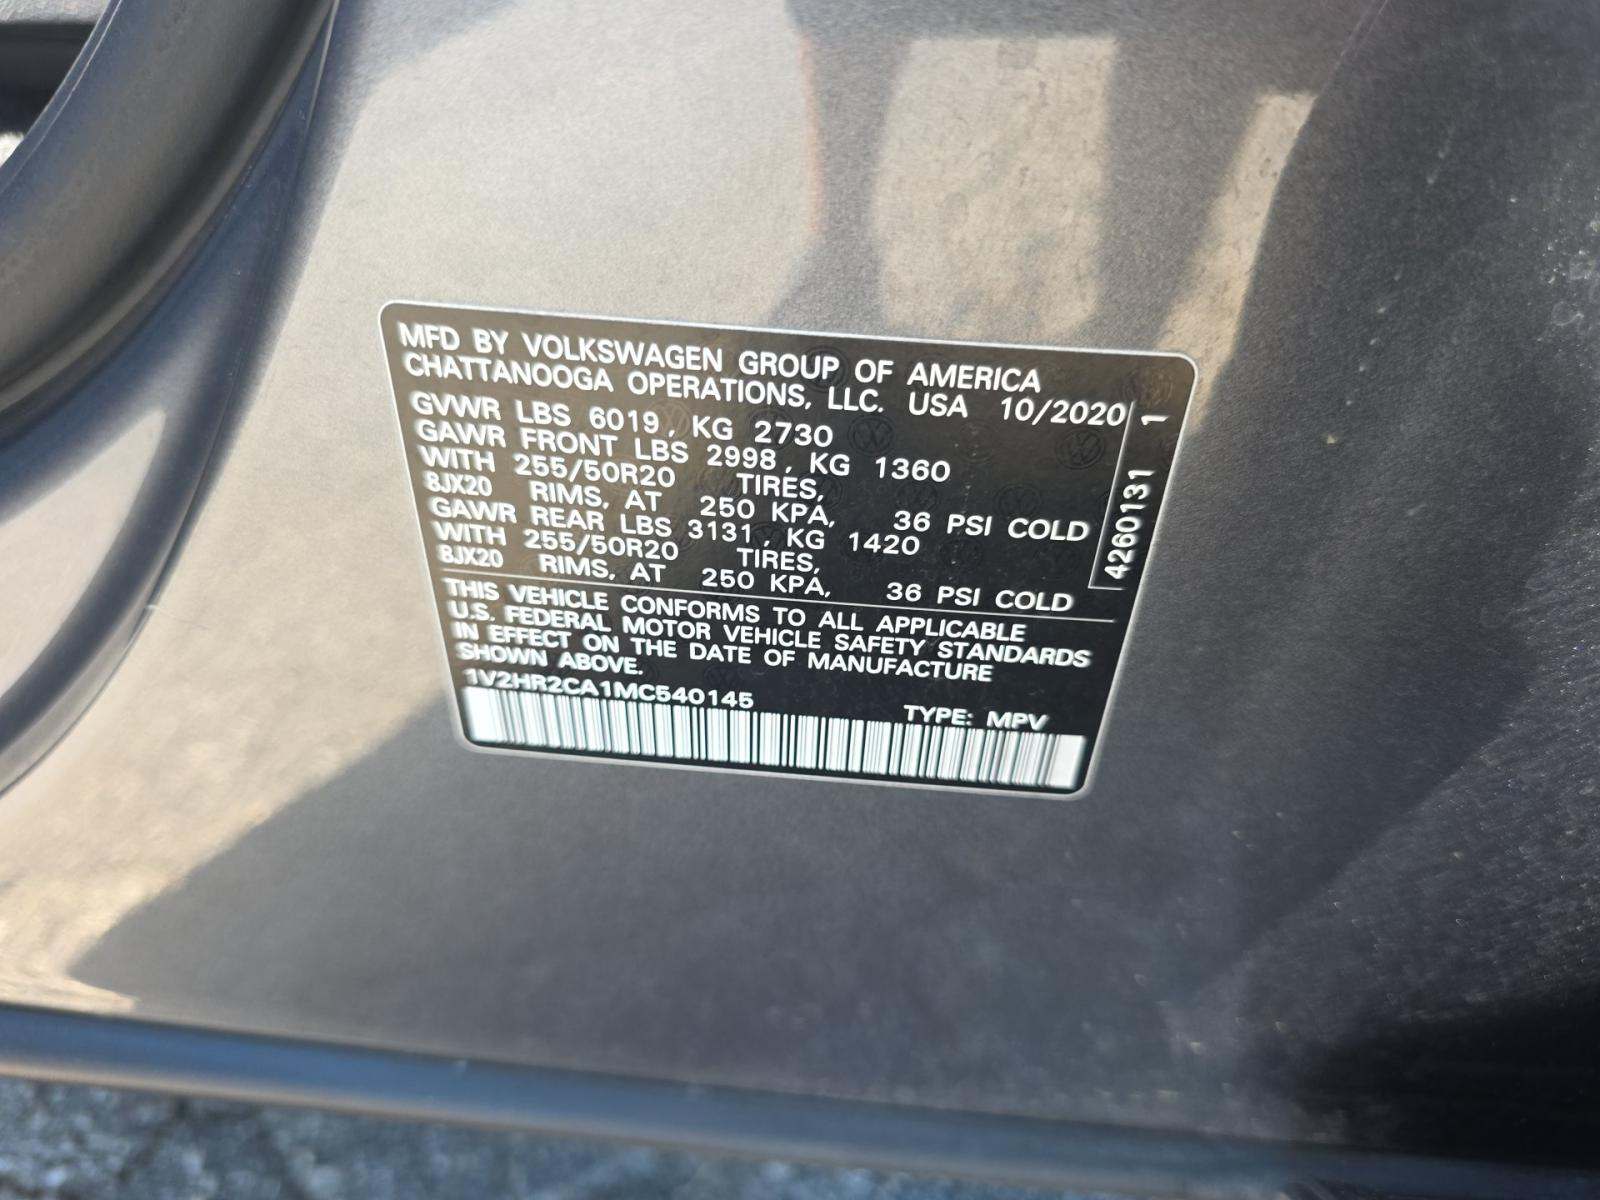 MFD BY VOLKSWAGEN GROUP OF AMERICA
CHATTANOOGA OPERATIONS, LLC. USA 10/2020
GVWR LBS 6019, KG 2730
GAWR FRONT LBS 2998, KG 1360
WITH 255/50R20 TIRES,
8JX20 RIMS, AT 250 KPA, 36 PSI COLD
GAWR REAR LBS 3131, KG 1420
WITH 255/50R20 TIRES,
8JX20 RIMS, AT 250 KPA, 36 PSI COLD
4260131 1
THIS VEHICLE CONFORMS TO ALL APPLICABLE
U.S. FEDERAL MOTOR VEHICLE SAFETY STANDARDS
IN EFFECT ON THE DATE OF MANUFACTURE
SHOWN ABOVE.
1V2HR2CA1MC540145 TYPE: MPV